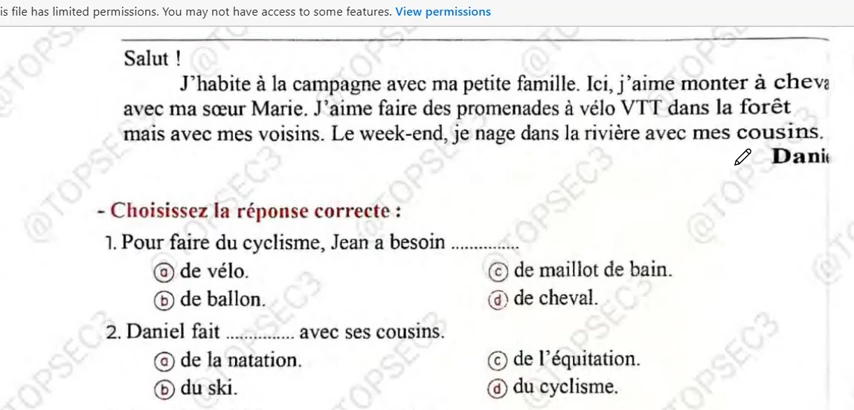 is file has limited permissions. You may not have access to some features. View permissions
Salut !
J'habite à la campagne avec ma petite famille. Ici, j'aime monter à cheva
avec ma sœur Marie. J'aime faire des promenades à vélo VTT dans la forêt
mais avec mes voisins. Le week-end, je nage dans la rivière avec mes cousins.
Danie
- Choisissez la réponse correcte :
1. Pour faire du cyclisme, Jean a besoin ..............
ⓐ de vélo.
ⓒ de maillot de bain.
ⓑ de ballon.
ⓓ de cheval.
2. Daniel fait .............. avec ses cousins.
ⓐ de la natation.
ⓒ de l'équitation.
ⓑ du ski.
ⓓ du cyclisme.
@TOPSEC3